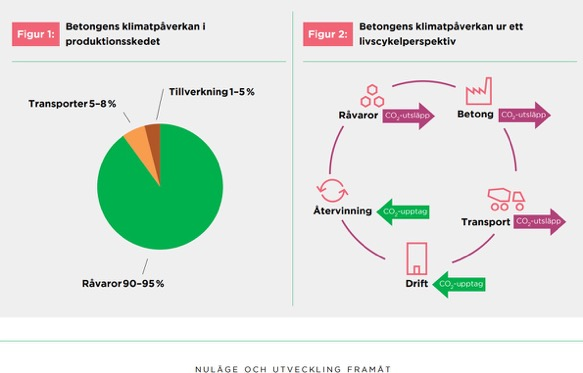 Figur 1:
Betongens klimatpåverkan i
produktionsskedet
Tillverkning 1–5 %
Transporter 5–8 %
Råvaror 90–95 %
Figur 2:
Betongens klimatpåverkan ur ett
livscykelperspektiv
Råvaror
CO₂-utsläpp
Betong
CO₂-utsläpp
Återvinning
CO₂-upptag
Transport
CO₂-utsläpp
Drift
CO₂-upptag
NULÄGE OCH UTVECKLING FRAMÅT